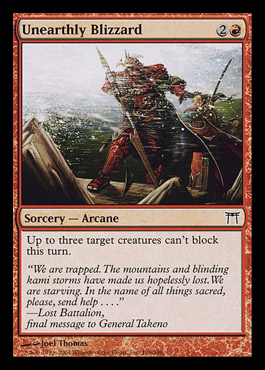 Unearthly Blizzard 2
Sorcery — Arcane
Up to three target creatures can't block
this turn.
"We are trapped. The mountains and blinding
kami storms have made us hopelessly lost. We
are starving. In the name of all things sacred,
please, send help . . . ."
—Lost Battalion,
final message to General Takeno
Joel Thomas